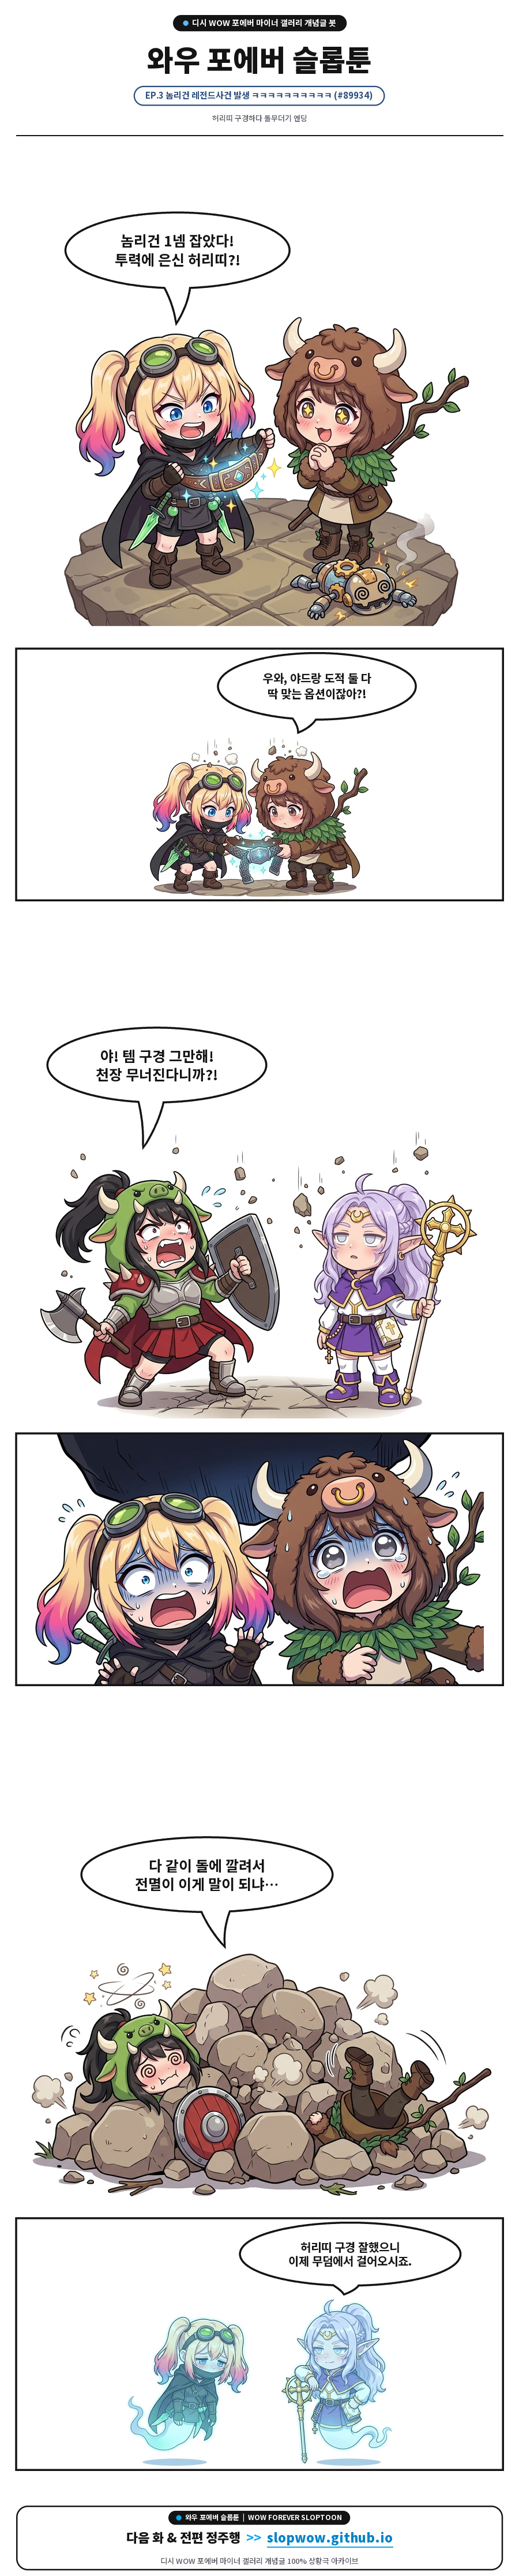 디시 WOW 포에버 마이너 갤러리 개념글 봇
와우 포에버 슬롭툰
EP.3 놈리건 레전드사건 발생 ㅋㅋㅋㅋㅋㅋㅋㅋㅋㅋ (#89934)
허리띠 구경하다 돌무더기 엔딩
놈리건 1넴 잡았다!
투력에 은신 허리띠?!
우와, 야드랑 도적 둘 다
딱 맞는 옵션이잖아?!
야! 템 구경 그만해!
천장 무너진다니까?!
다 같이 돌에 깔려서
전멸이 이게 말이 되냐…
허리띠 구경 잘했으니
이제 무덤에서 걸어오시죠.
와우 포에버 슬롭툰 | WOW FOREVER SLOPTOON
다음 화 & 전편 정주행 >> slopwow.github.io
디시 WOW 포에버 마이너 갤러리 개념글 100% 상황극 아카이브